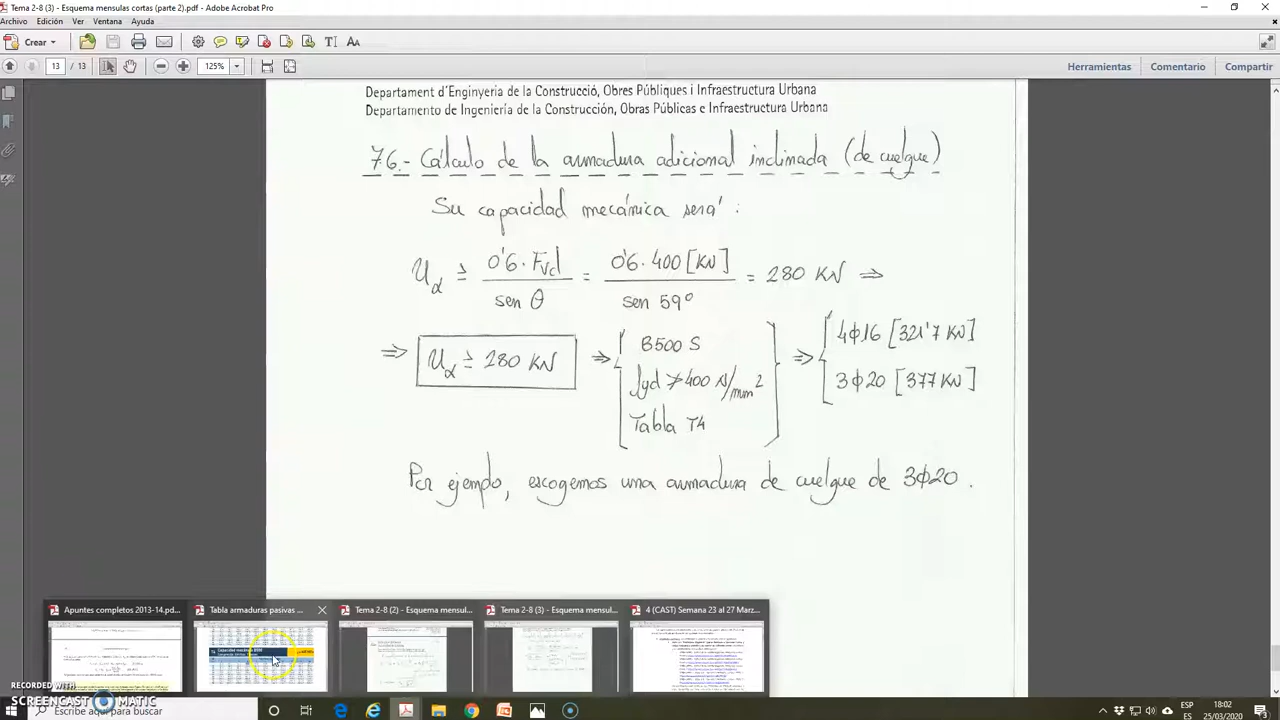 Tema 2-8 (3) - Esquema mensulas cortas (parte 2).pdf - Adobe Acrobat Pro
Archivo Edición Ver Ventana Ayuda
Crear
13 / 13 125% Herramientas Comentario Compartir
Departament d'Enginyeria de la Construcció, Obres Públiques i Infraestructura Urbana
Departamento de Ingeniería de la Construcción, Obras Públicas e Infraestructura Urbana
7.6.- Cálculo de la armadura adicional inclinada (de cuelgue)
Su capacidad mecánica será:
Uα ≥ 0'6·Fvd / sen θ = 0'6·400 [KN] / sen 59º = 280 KN ⇒
⇒ Uα ≥ 280 KN ⇒ { B500 S
fyd ≯ 400 N/mm2
Tabla T4 } ⇒ { 4ϕ16 [321'7 KN]
3ϕ20 [377 KN]
Por ejemplo, escogemos una armadura de cuelgue de 3ϕ20.
Apuntes completos 2013-14.pd... Tabla armaduras pasivas ... Tema 2-8 (2) - Esquema mensul... Tema 2-8 (3) - Esquema mensul... 4 (CAST) Semana 23 al 27 Marz...
Capacidad mecánica
Escribe aquí para buscar
ESP
18:02
25/03/2020